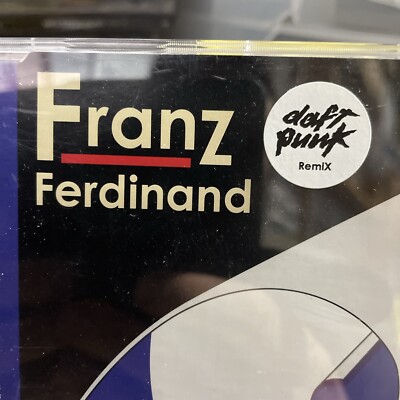 Franz
Ferdinand
daft
punk
RemIX